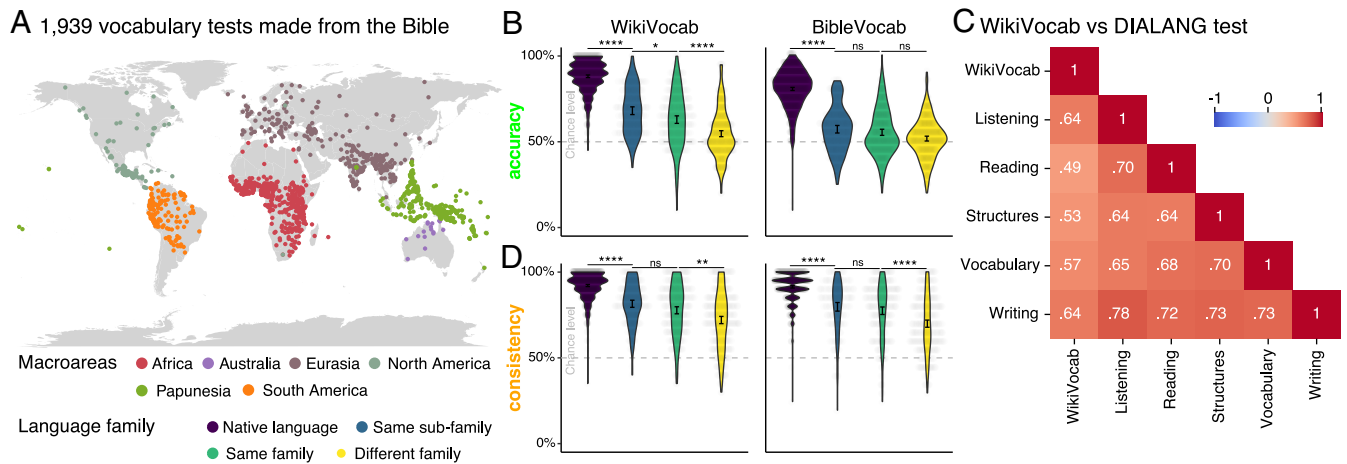 A 1,939 vocabulary tests made from the Bible
Macroareas
Africa
Australia
Eurasia
North America
Papunesia
South America
Language family
Native language
Same sub-family
Same family
Different family
B
WikiVocab
BibleVocab
accuracy
100%
50%
0%
Chance level
**** * ****
**** ns ns
D
consistency
100%
50%
0%
Chance level
**** ns **
**** ns ****
C WikiVocab vs DIALANG test
-1 0 1
WikiVocab 1
Listening .64 1
Reading .49 .70 1
Structures .53 .64 .64 1
Vocabulary .57 .65 .68 .70 1
Writing .64 .78 .72 .73 .73 1
WikiVocab
Listening
Reading
Structures
Vocabulary
Writing